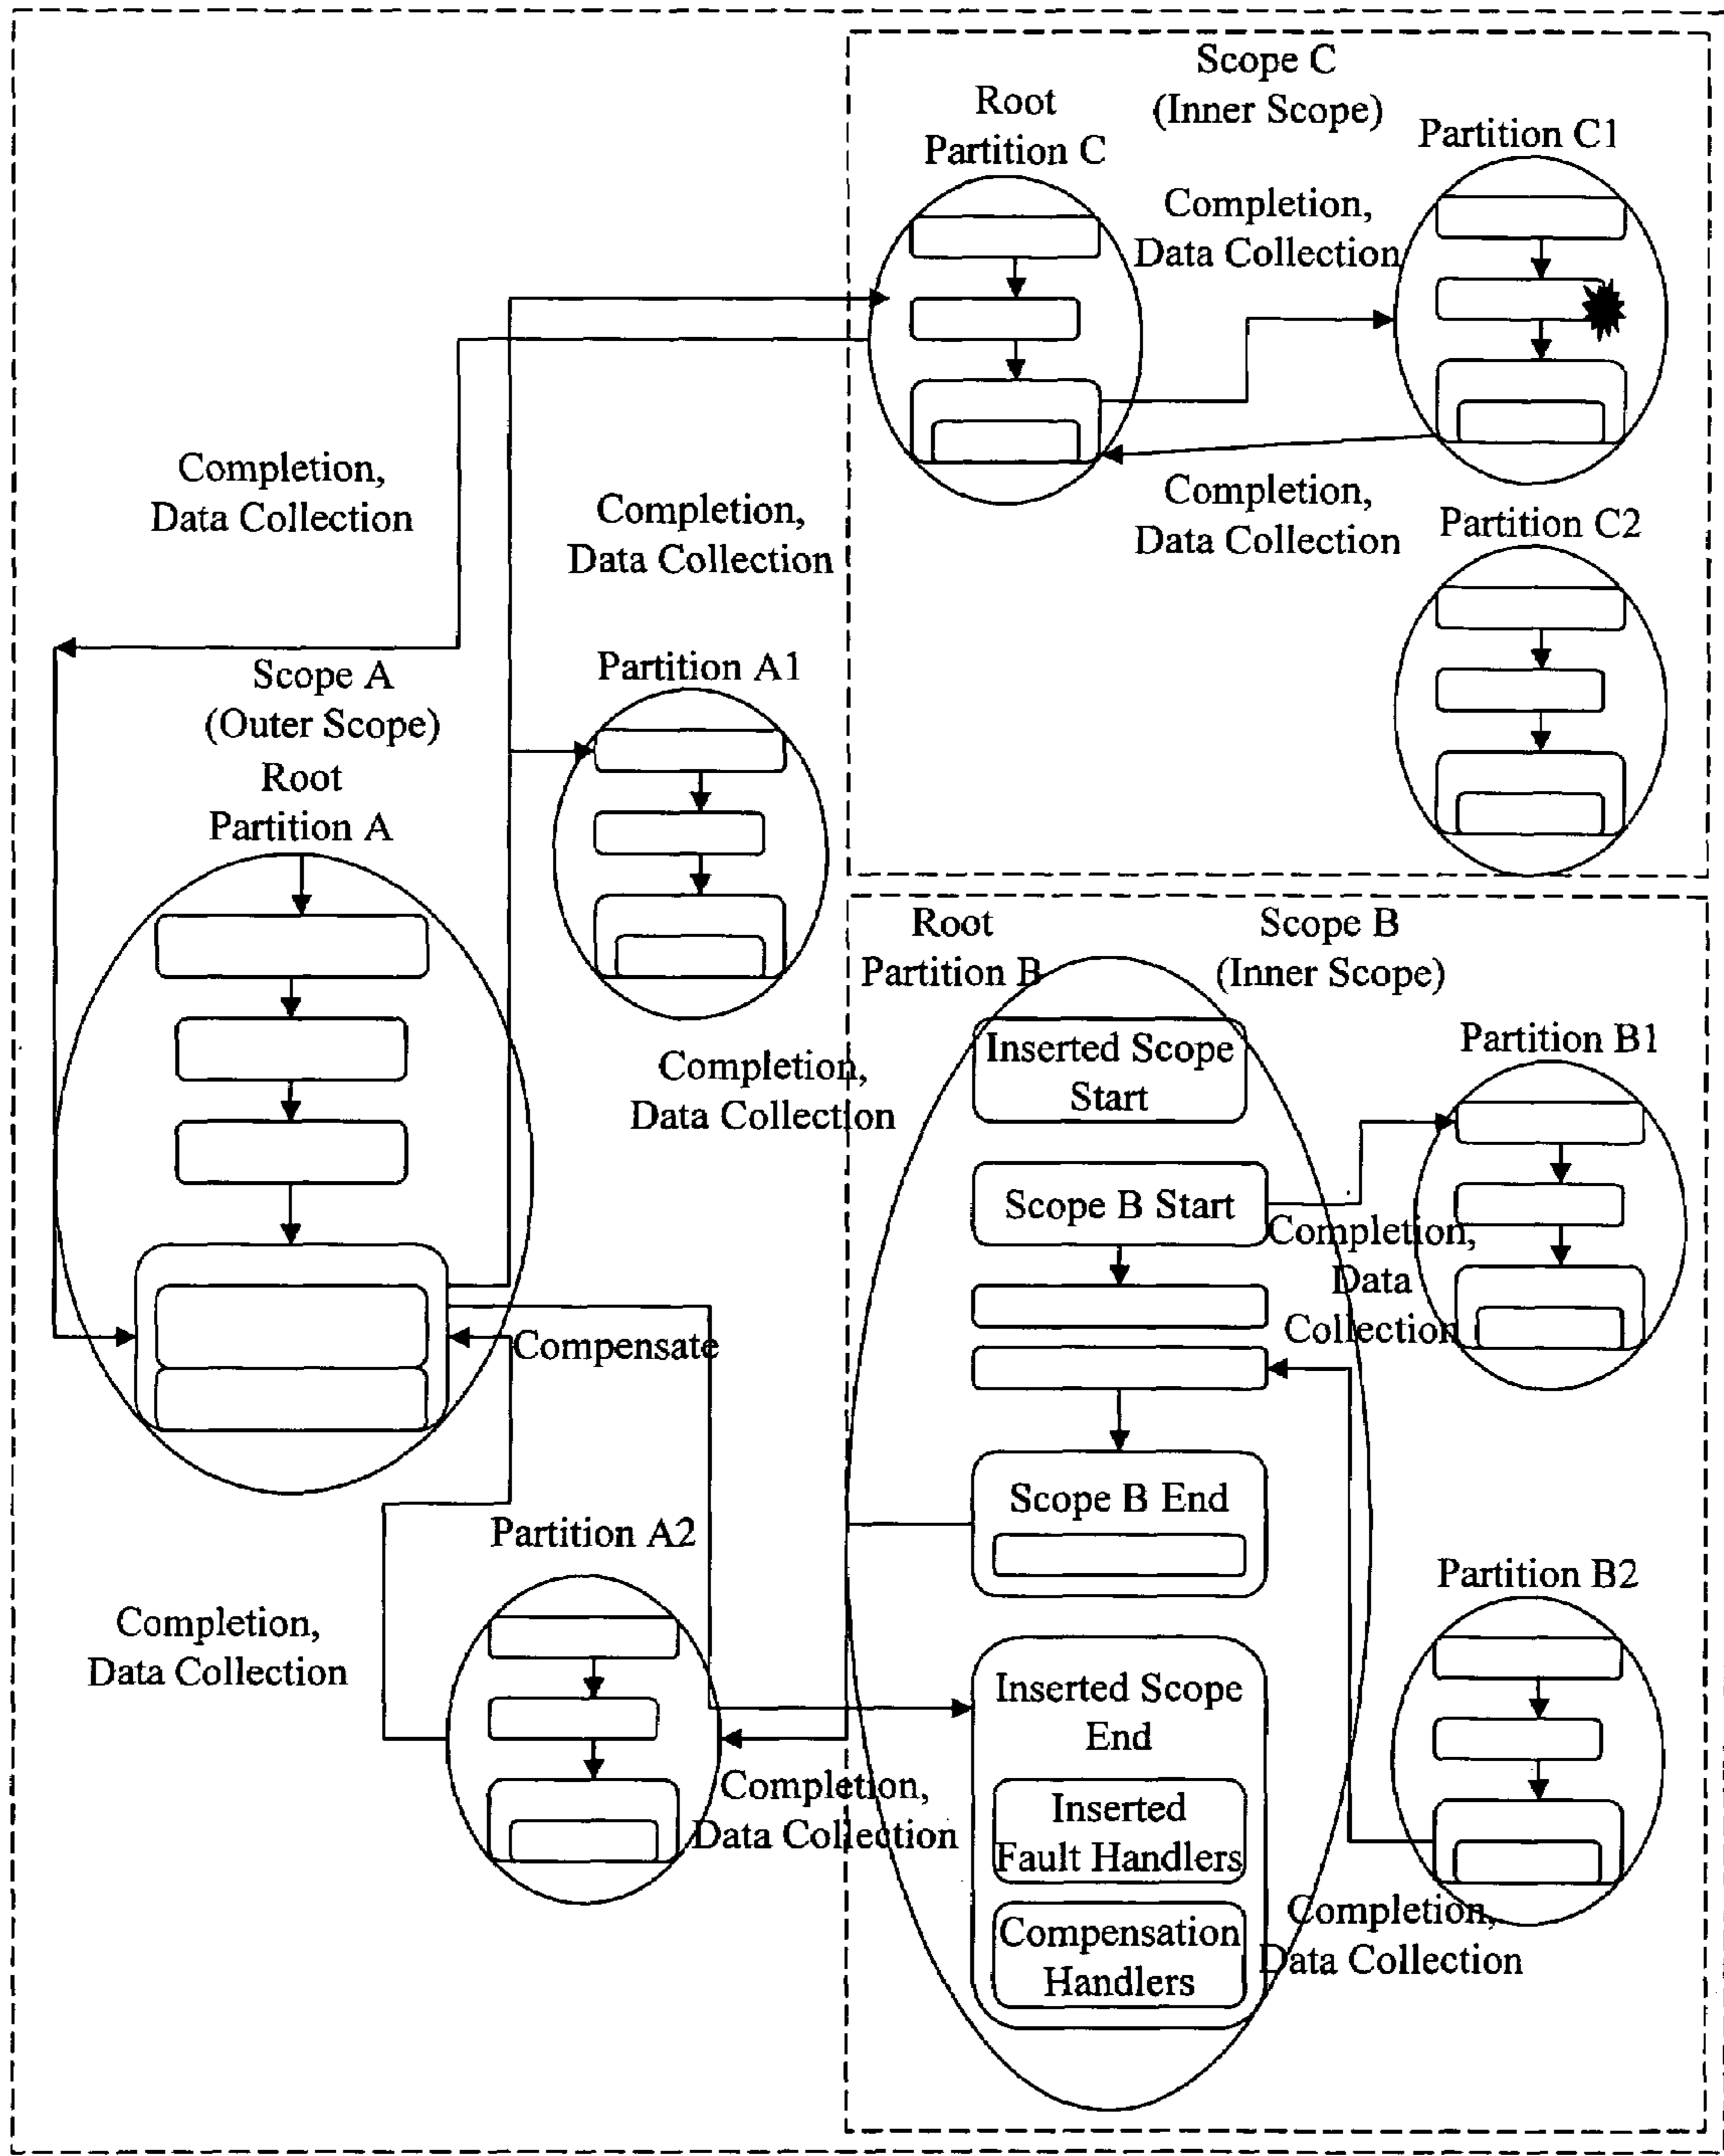 Scope C
(Inner Scope)
Root
Partition C
Partition C1
Completion,
Data Collection
Completion,
Data Collection
Completion,
Data Collection
Completion,
Data Collection
Partition C2
Scope A
(Outer Scope)
Root
Partition A
Partition A1
Root
Partition B
Scope B
(Inner Scope)
Inserted Scope
Start
Partition B1
Completion,
Data Collection
Scope B Start
Completion,
Data
Collection
Compensate
Scope B End
Partition A2
Partition B2
Completion,
Data Collection
Inserted Scope
End
Completion,
Data Collection
Inserted
Fault Handlers
Compensation
Handlers
Completion,
Data Collection